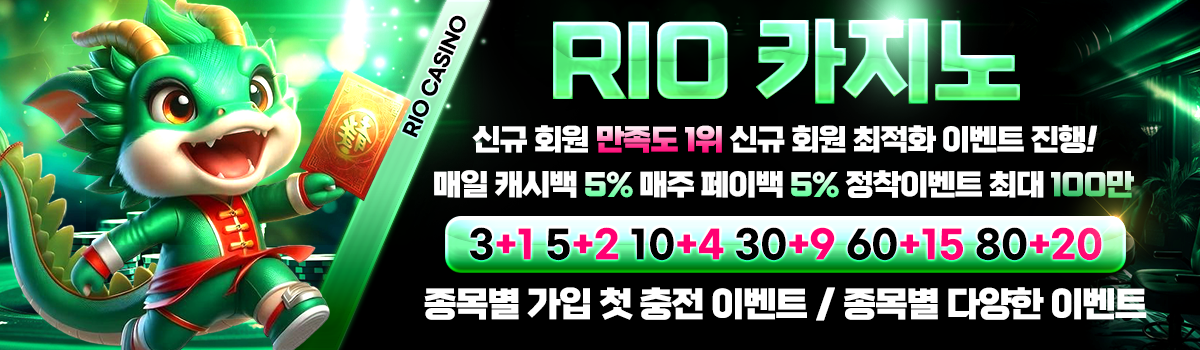 RIO CASINO
RIO 카지노
신규 회원 만족도 1위 신규 회원 최적화 이벤트 진행!
매일 캐시백 5% 매주 페이백 5% 정착이벤트 최대 100만
3+1 5+2 10+4 30+9 60+15 80+20
종목별 가입 첫 충전 이벤트 / 종목별 다양한 이벤트